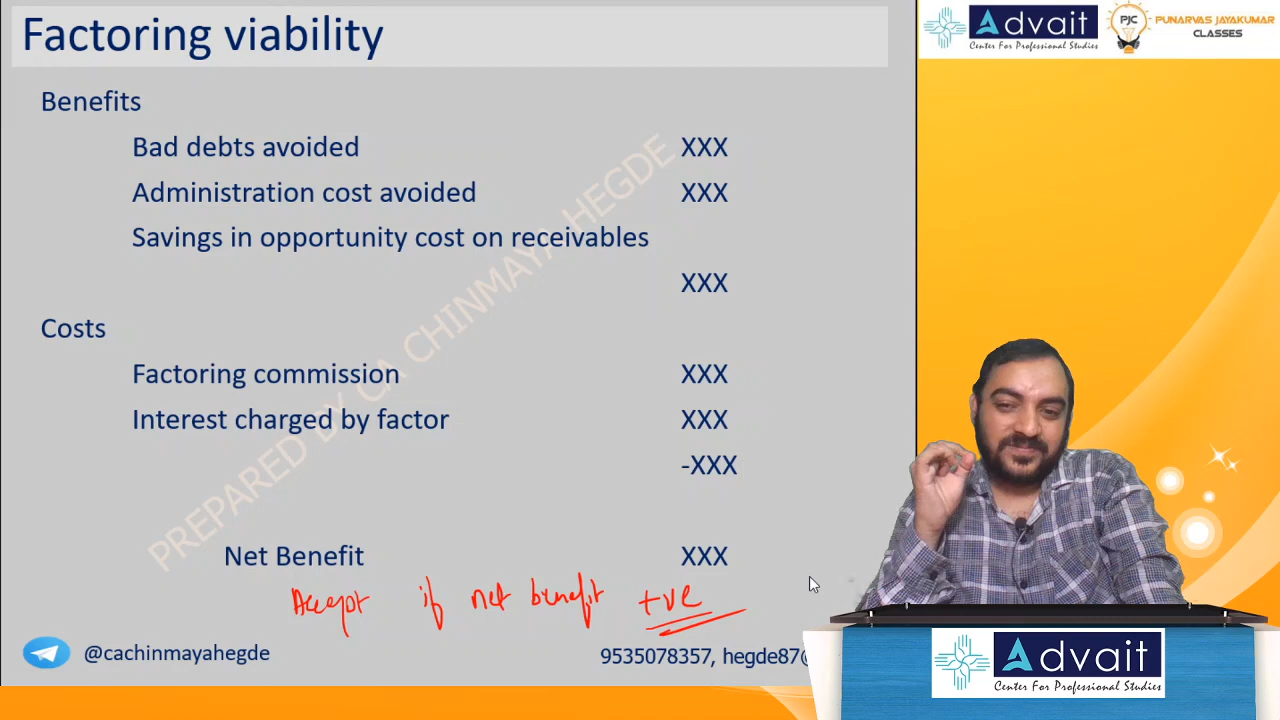 Factoring viability
Advait
Center For Professional Studies
PJC
PUNARVAS JAYAKUMAR
CLASSES
Benefits
Bad debts avoided XXX
Administration cost avoided XXX
Savings in opportunity cost on receivables
XXX
Costs
Factoring commission XXX
Interest charged by factor XXX
-XXX
Net Benefit XXX
Accept if net benefit +ve
PREPARED BY CA CHINMAYA HEGDE
@cachinmayahegde
9535078357, hegde87@
Advait
Center For Professional Studies